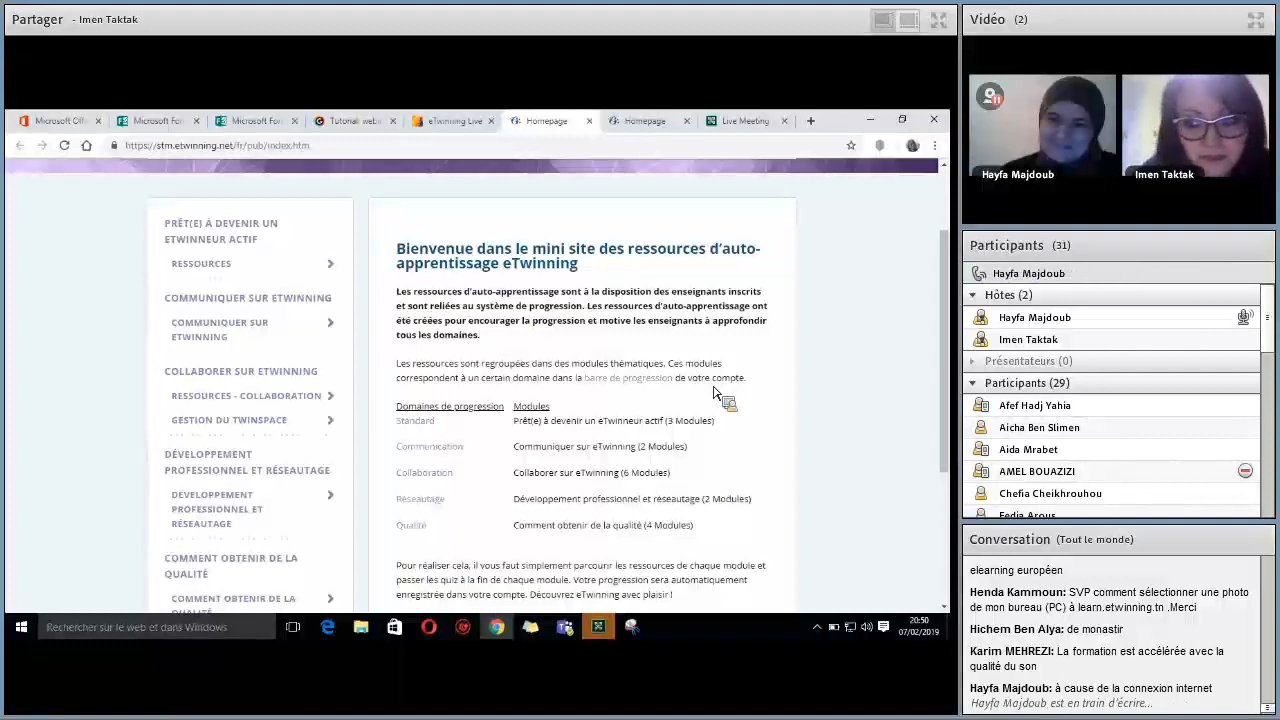 Partager - Imen Taktak
Microsoft Offi
Microsoft For
Microsoft For
Tutorial: webi
eTwinning Live
Homepage
Homepage
Live Meeting
https://stm.etwinning.net/fr/pub/index.htm
PRÊT(E) À DEVENIR UN
ETWINNEUR ACTIF
RESSOURCES
COMMUNIQUER SUR ETWINNING
COMMUNIQUER SUR
ETWINNING
COLLABORER SUR ETWINNING
RESSOURCES - COLLABORATION
GESTION DU TWINSPACE
DÉVELOPPEMENT
PROFESSIONNEL ET RÉSEAUTAGE
DÉVELOPPEMENT
PROFESSIONNEL ET
RÉSEAUTAGE
COMMENT OBTENIR DE LA
QUALITÉ
COMMENT OBTENIR DE LA
QUALITÉ
Bienvenue dans le mini site des ressources d'auto-
apprentissage eTwinning
Les ressources d'auto-apprentissage sont à la disposition des enseignants inscrits
et sont reliées au système de progression. Les ressources d'auto-apprentissage ont
été créées pour encourager la progression et motive les enseignants à approfondir
tous les domaines.
Les ressources sont regroupées dans des modules thématiques. Ces modules
correspondent à un certain domaine dans la barre de progression de votre compte.
Domaines de progression Modules
Standard Prêt(e) à devenir un eTwinneur actif (3 Modules)
Communication Communiquer sur eTwinning (2 Modules)
Collaboration Collaborer sur eTwinning (6 Modules)
Réseautage Développement professionnel et réseautage (2 Modules)
Qualité Comment obtenir de la qualité (4 Modules)
Pour réaliser cela, il vous faut simplement parcourir les ressources de chaque module et
passer les quiz à la fin de chaque module. Votre progression sera automatiquement
enregistrée dans votre compte. Découvrez eTwinning avec plaisir !
Rechercher sur le web et dans Windows
20:50
07/02/2019
Vidéo (2)
Hayfa Majdoub
Imen Taktak
Participants (31)
Hayfa Majdoub
Hôtes (2)
Hayfa Majdoub
Imen Taktak
Présentateurs (0)
Participants (29)
Afef Hadj Yahia
Aicha Ben Slimen
Aida Mrabet
AMEL BOUAZIZI
Chefia Cheikhrouhou
Fedia Arous
Conversation (Tout le monde)
elearning européen
Henda Kammoun: SVP comment sélectionner une photo
de mon bureau (PC) à learn.etwinning.tn .Merci
Hichem Ben Alya: de monastir
Karim MEHREZI: La formation est accélérée avec la
qualité du son
Hayfa Majdoub: à cause de la connexion internet
Hayfa Majdoub est en train d'écrire...